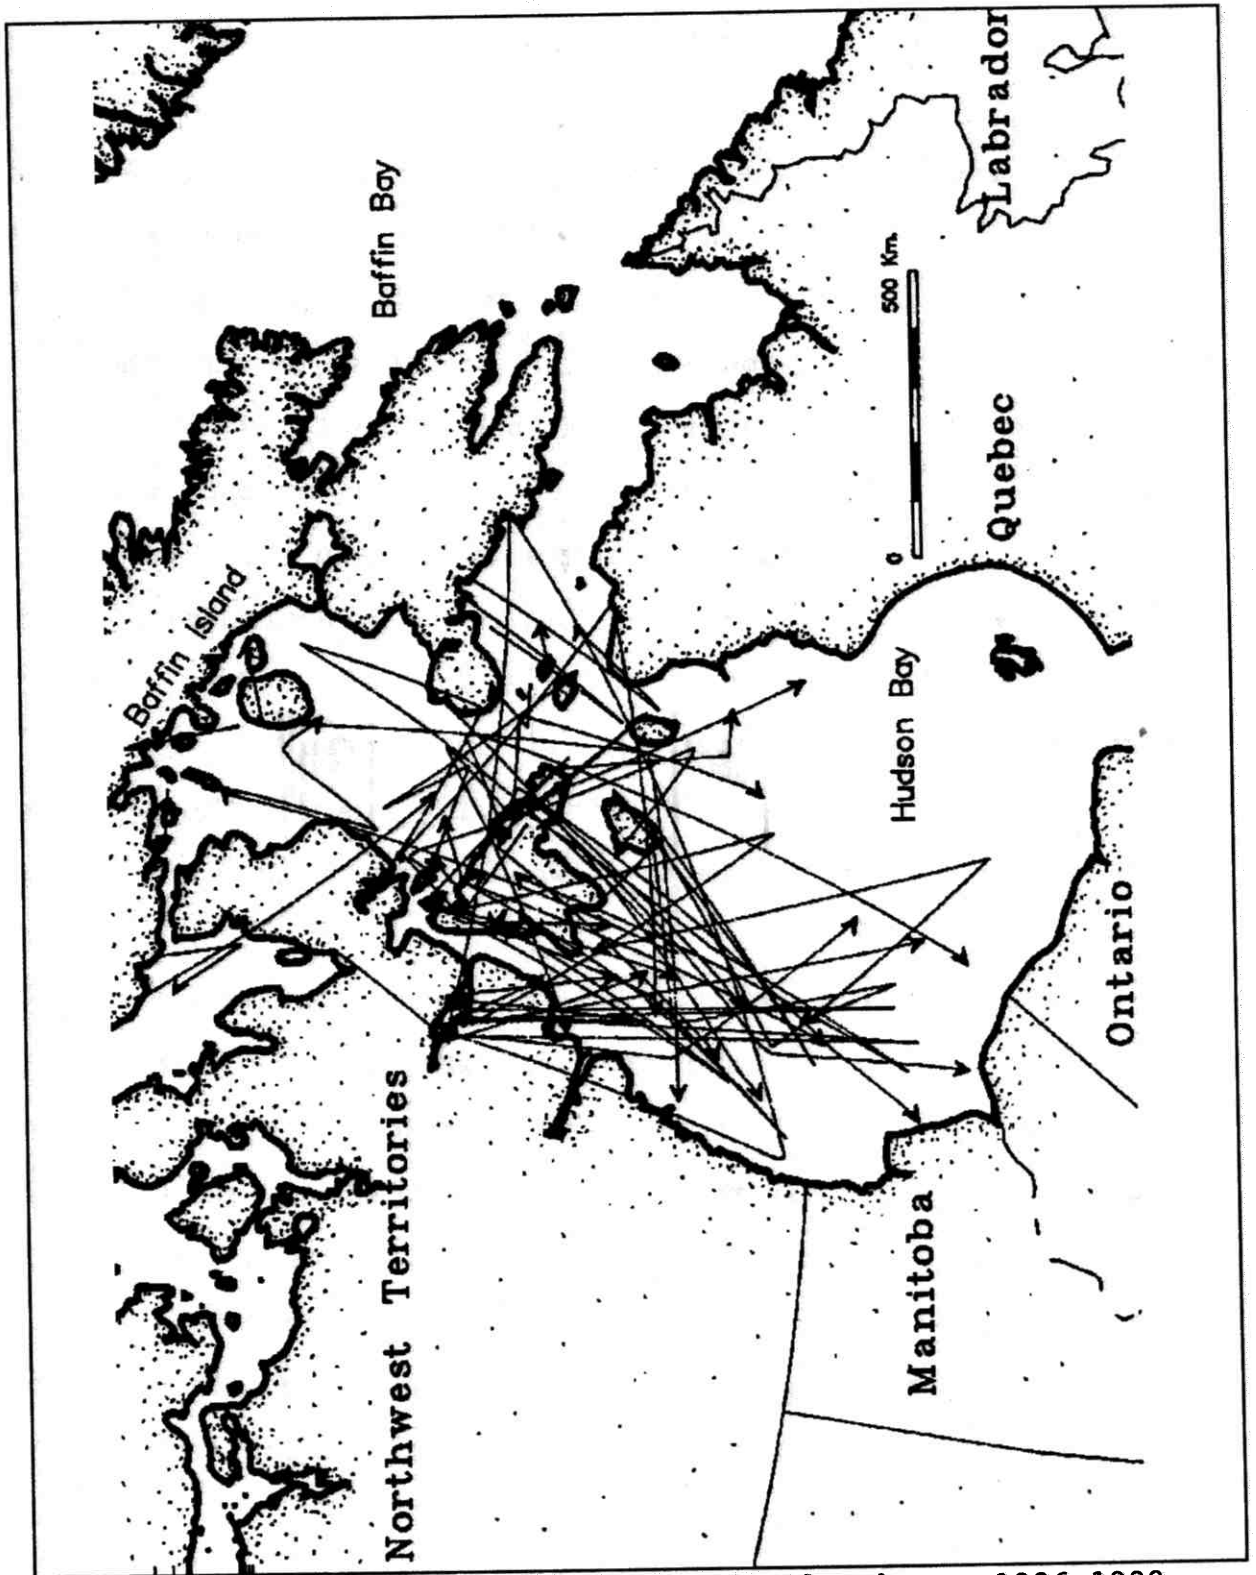 Baffin Bay
Labrador
Baffin Island
500 Km.
0
Quebec
Hudson Bay
Ontario
Northwest Territories
Manitoba